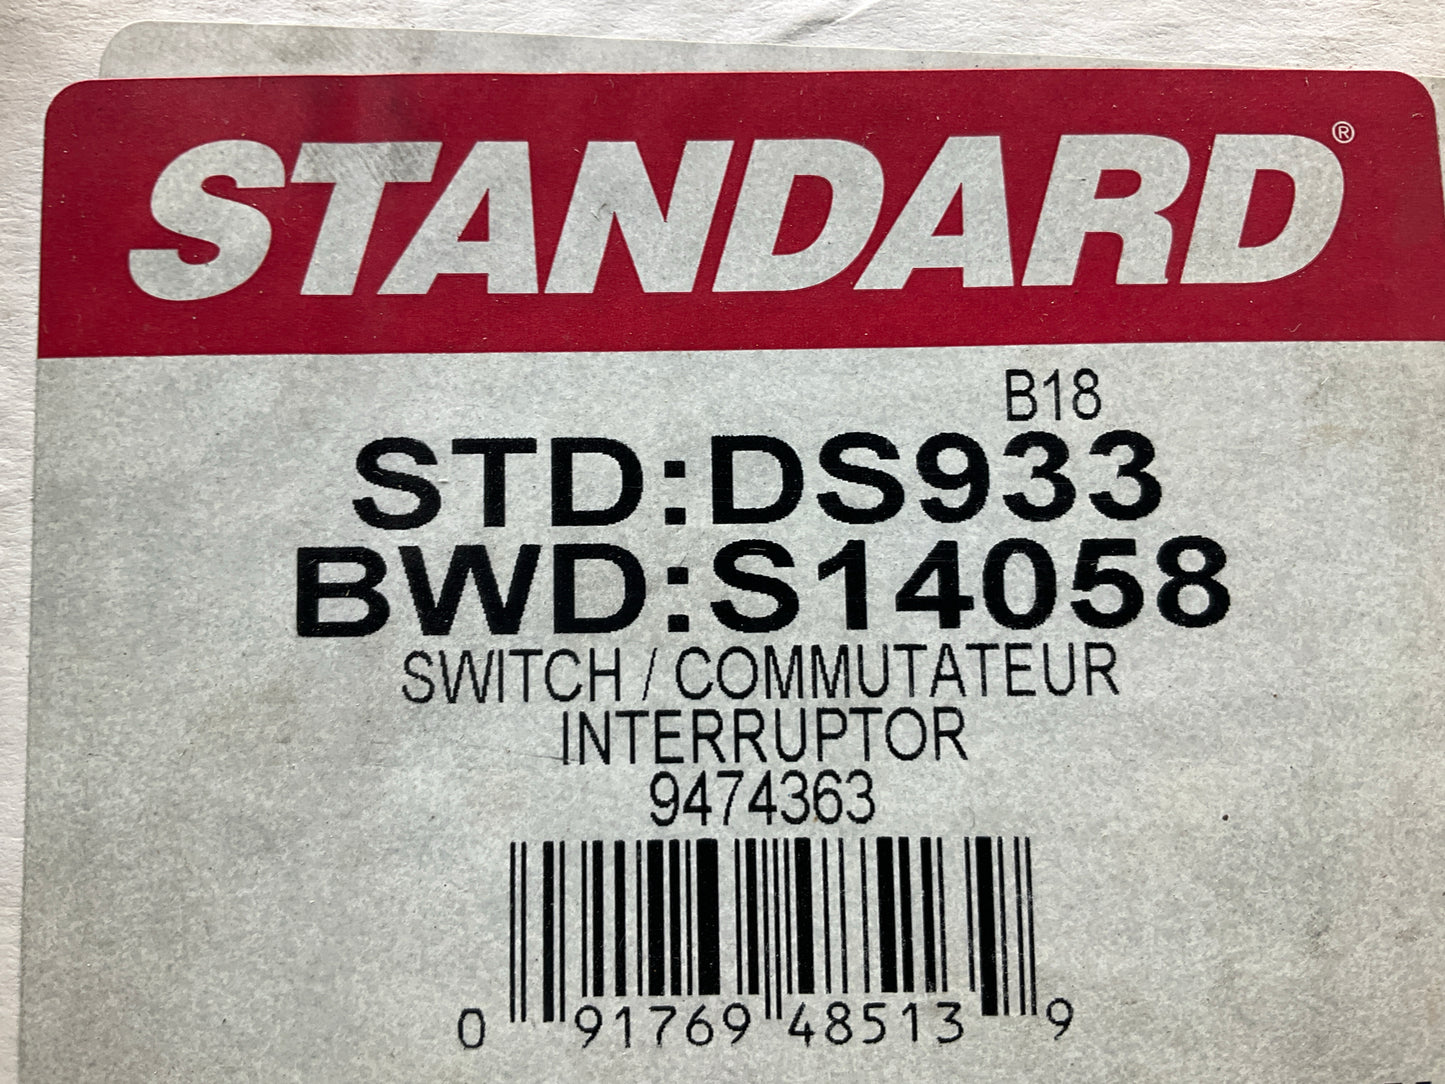 STANDARD®
B18
STD:DS933
BWD:S14058
SWITCH / COMMUTATEUR
INTERRUPTOR
9474363
0 91769 48513 9